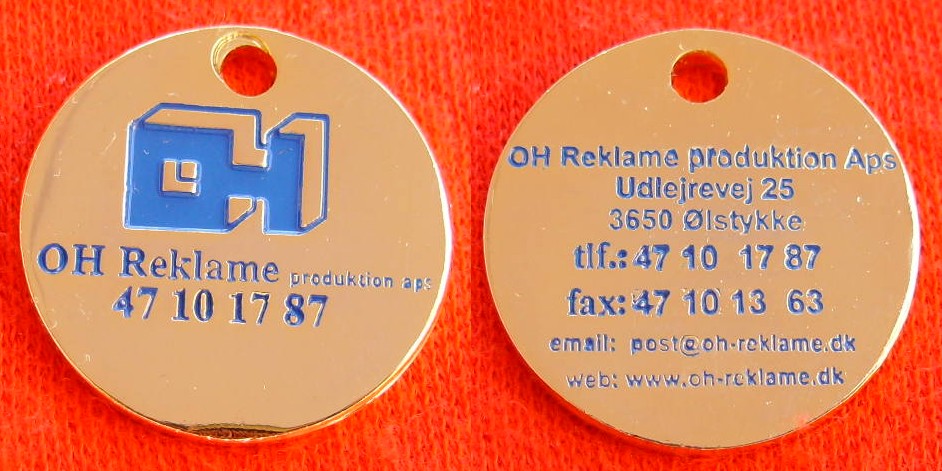 OH
OH Reklame produktion aps
47 10 17 87
OH Reklame produktion Aps
Udlejrevej 25
3650 Ølstykke
tlf.: 47 10 17 87
fax: 47 10 13 63
email: post@oh-reklame.dk
web: www.oh-reklame.dk